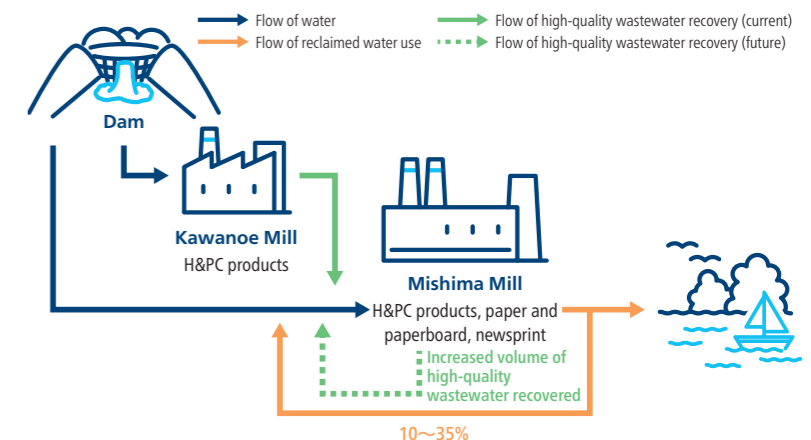 Flow of water
Flow of high-quality wastewater recovery (current)
Flow of reclaimed water use
Flow of high-quality wastewater recovery (future)
Dam
Kawanoe Mill
H&PC products
Mishima Mill
H&PC products, paper and
paperboard, newsprint
Increased volume of
high-quality
wastewater recovered
10～35%